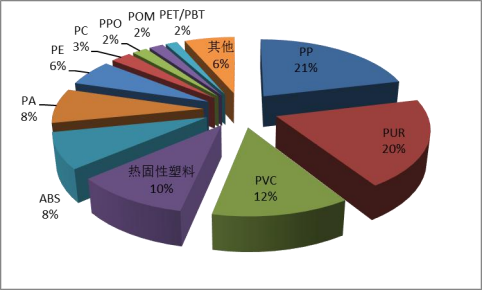 PP
21%
PUR
20%
PVC
12%
热固性塑料
10%
ABS
8%
PA
8%
PE
6%
PC
3%
PPO
2%
POM
2%
PET/PBT
2%
其他
6%